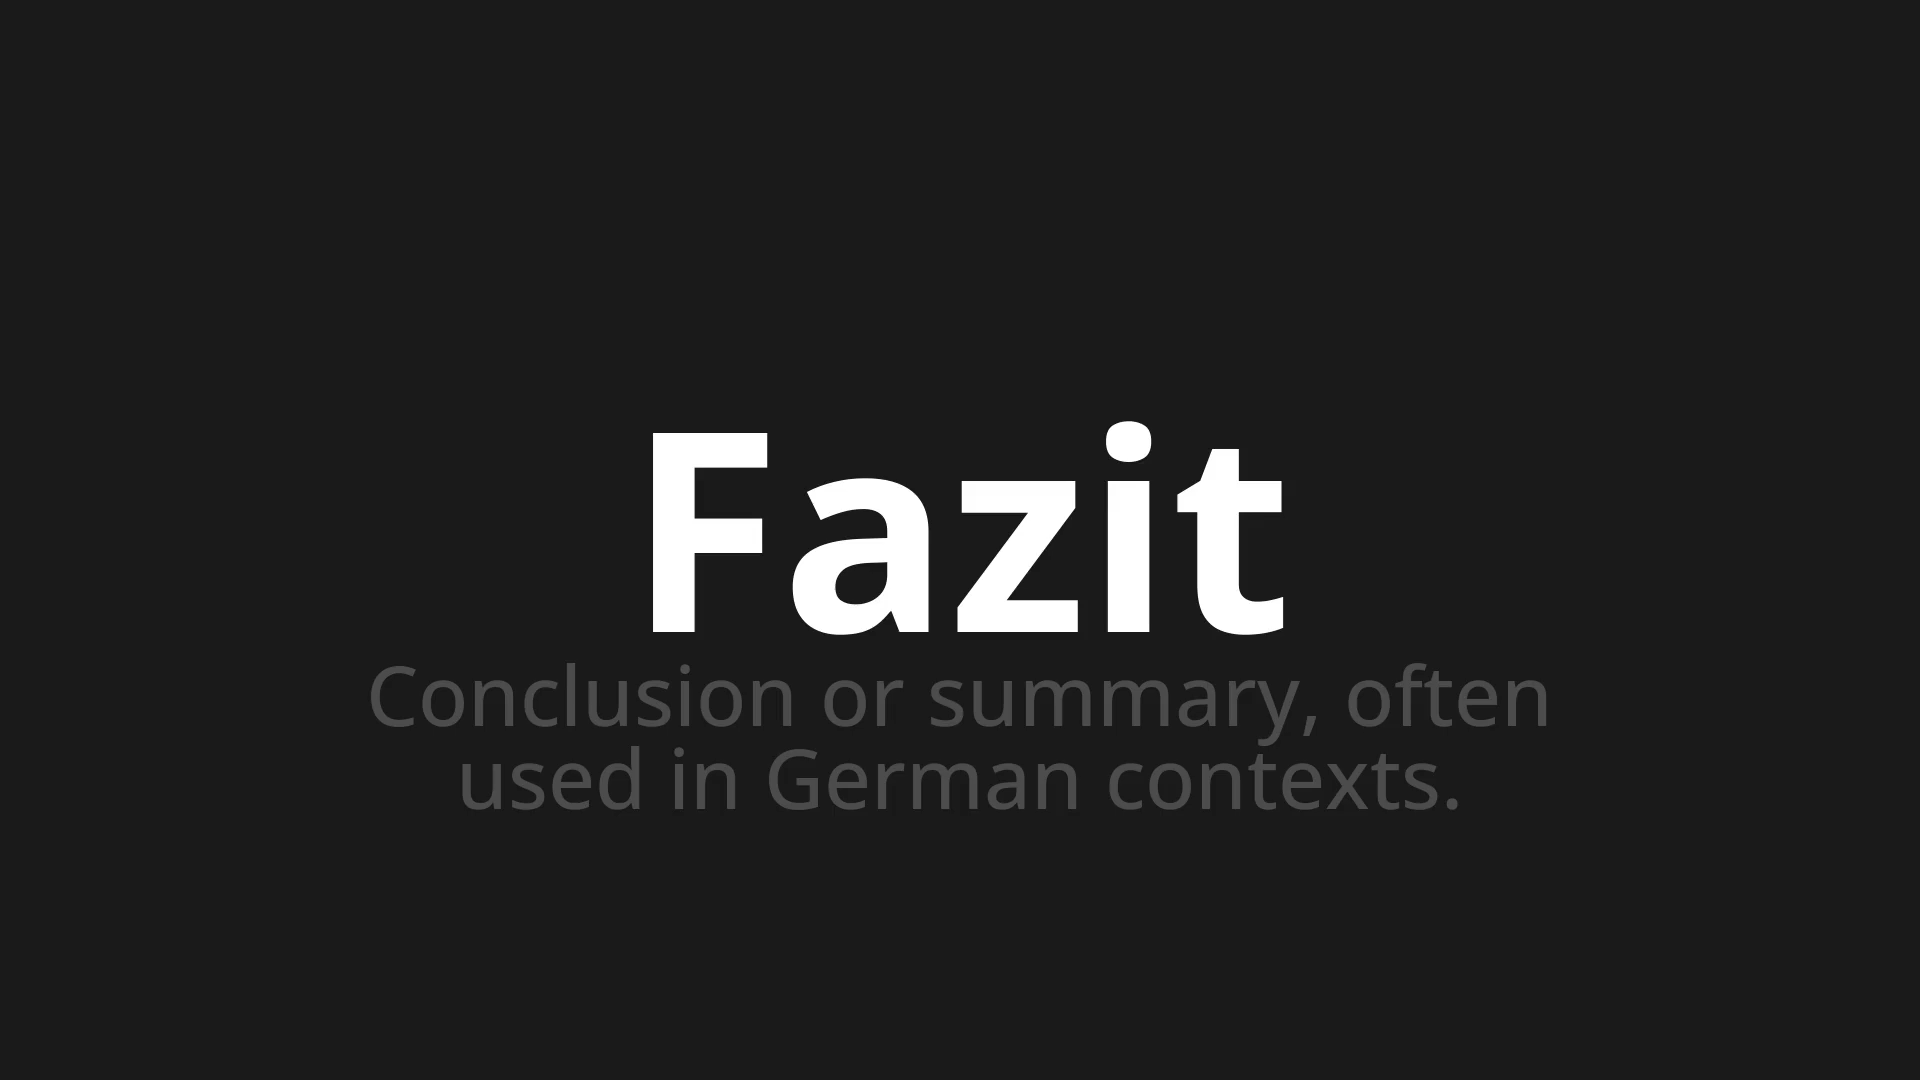 Fazit
Conclusion or summary, often
used in German contexts.